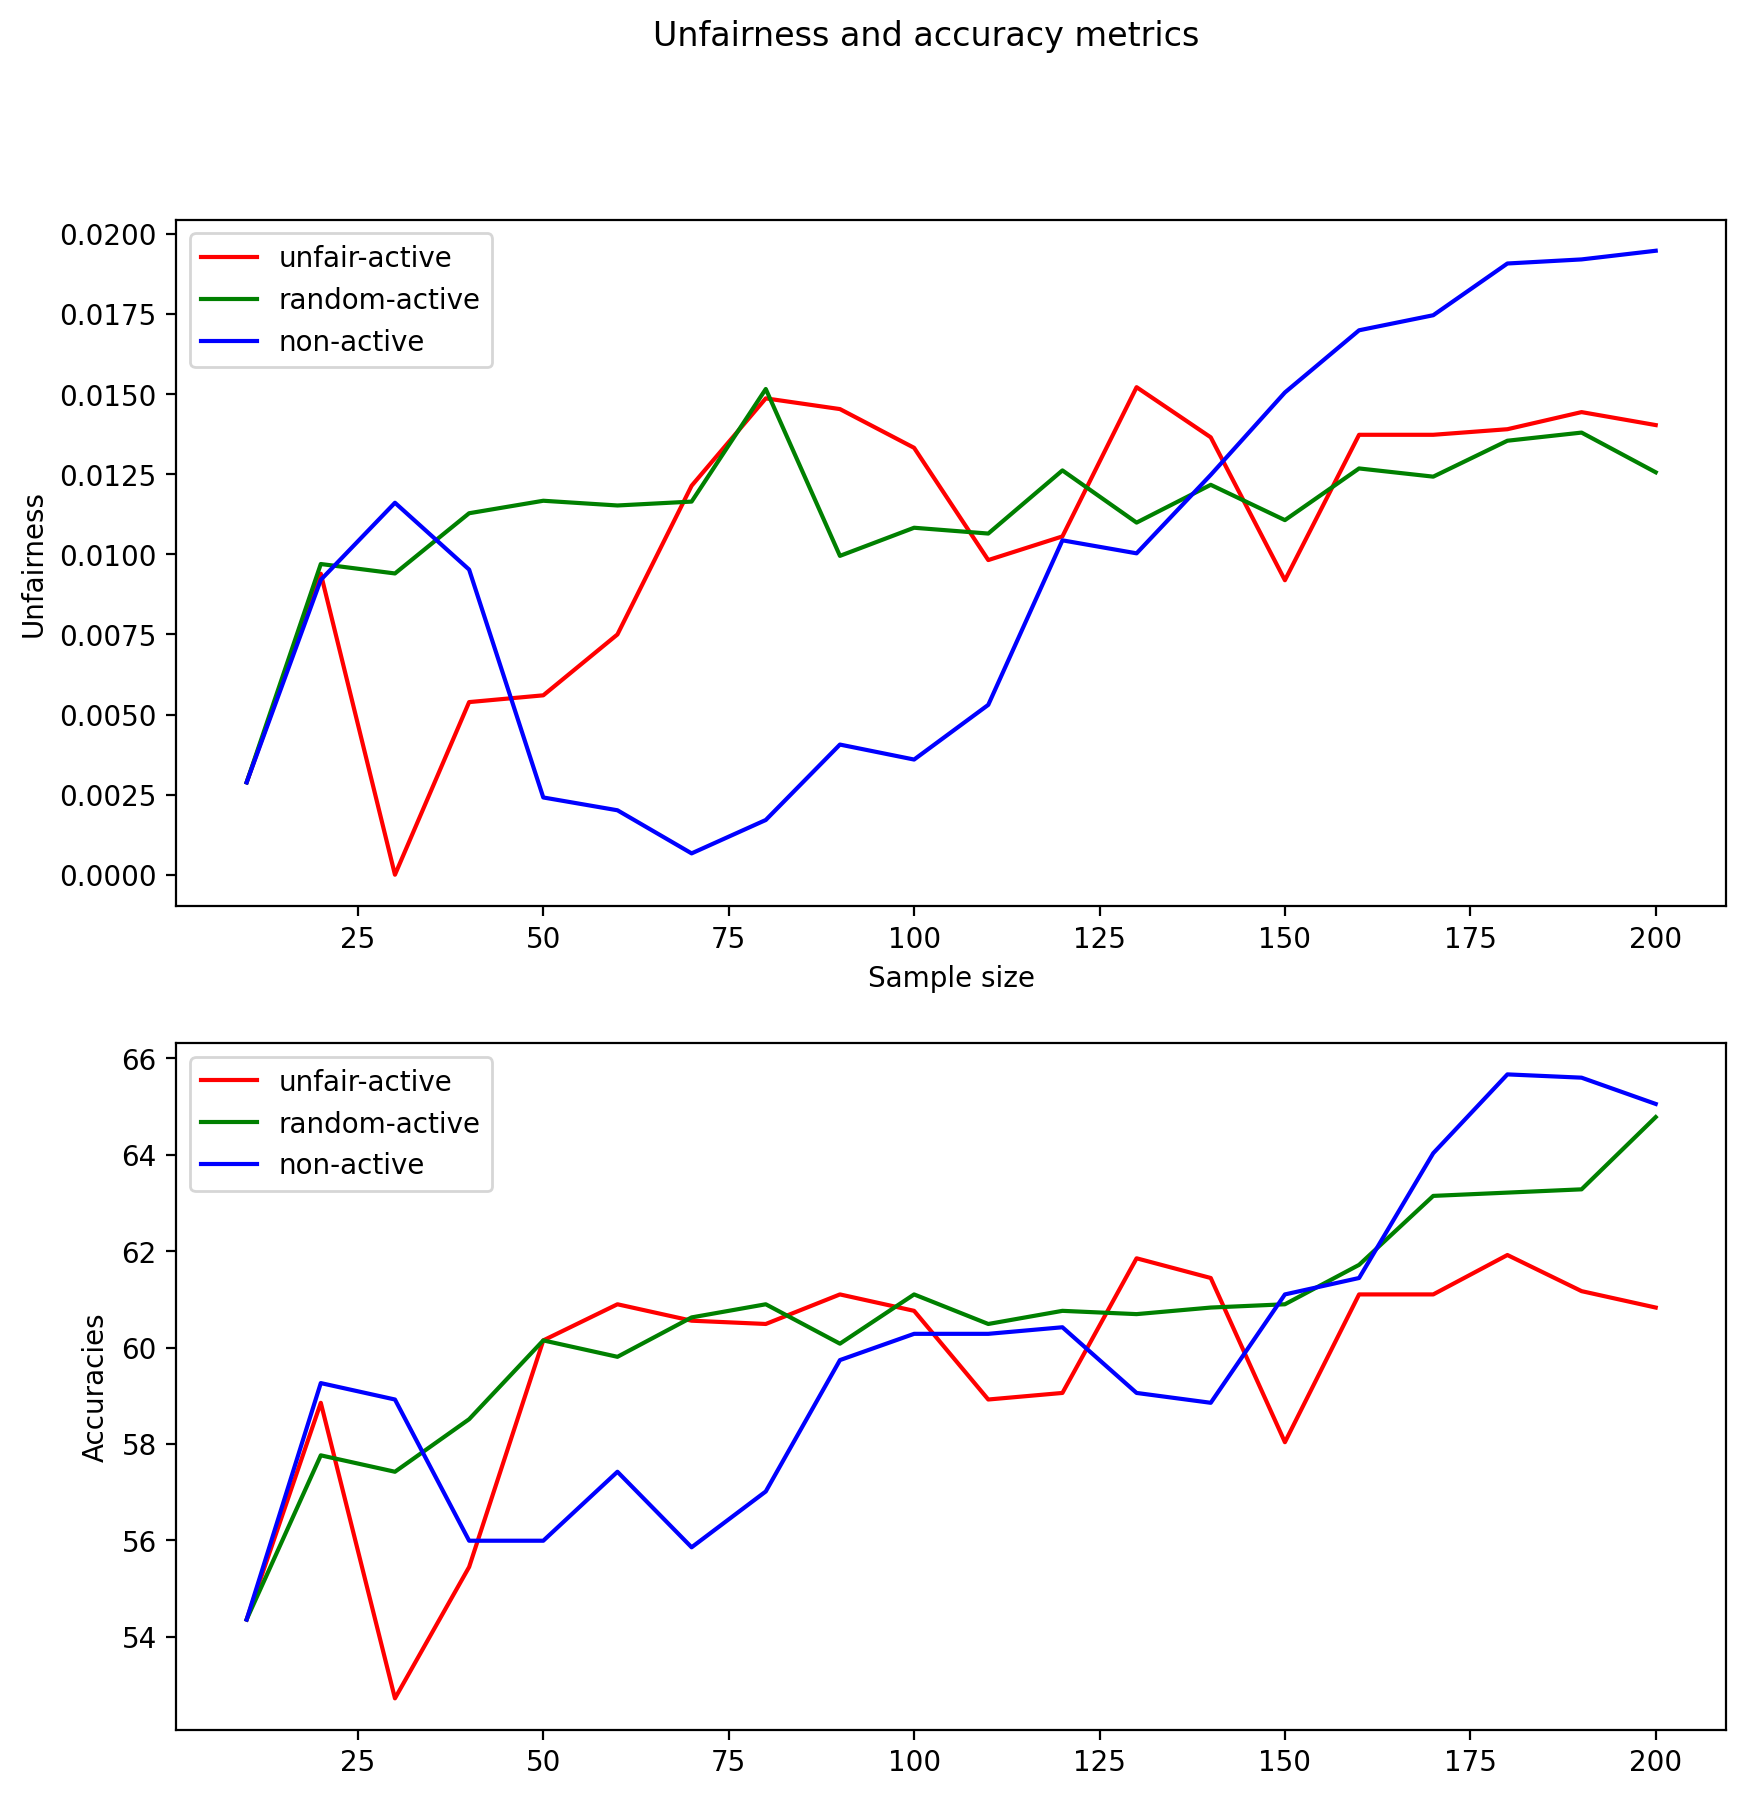 Unfairness and accuracy metrics
0.0200
0.0175
0.0150
0.0125
0.0100
0.0075
0.0050
0.0025
0.0000
Unfairness
unfair-active
random-active
non-active
25 50 75 100 125 150 175 200
Sample size
66
64
62
60
58
56
54
Accuracies
unfair-active
random-active
non-active
25 50 75 100 125 150 175 200